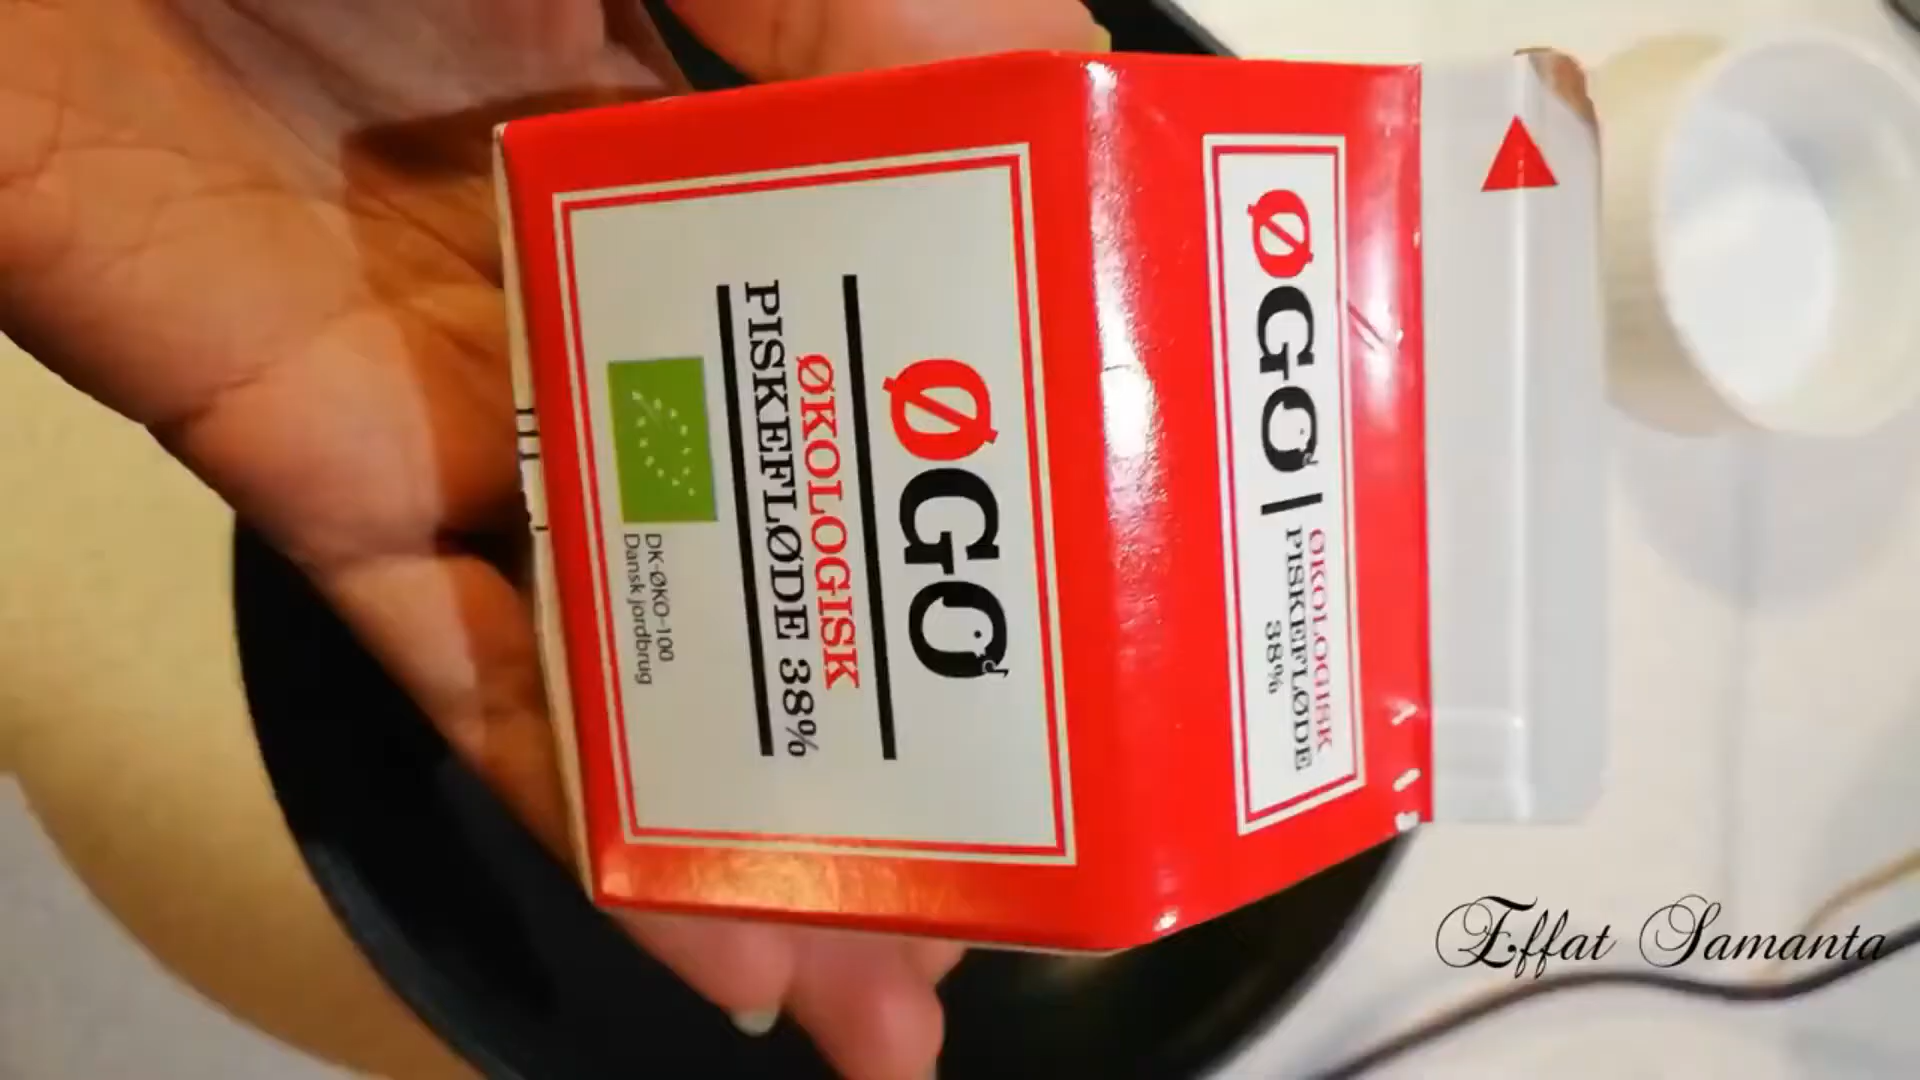 ØGO
ØKOLOGISK
PISKEFLØDE 38%
DK-ØKO-100
Dansk jordbrug
ØGO
ØKOLOGISK
PISKEFLØDE
38%
Effat Samanta